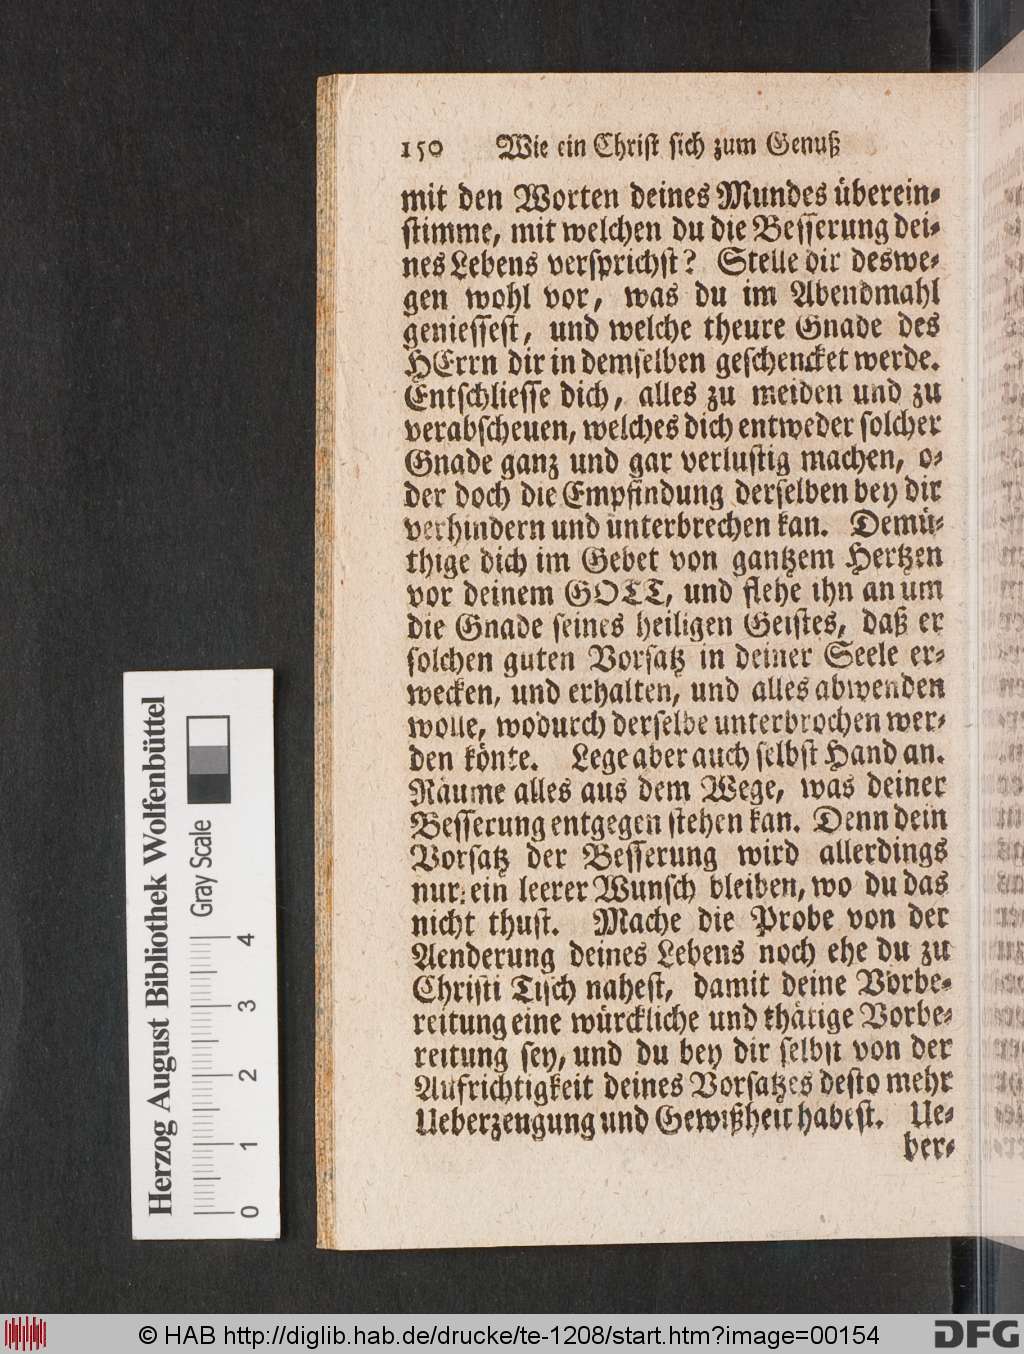 150 Wie ein Christ sich zum Genuß
mit den Worten deines Mundes überein-
stimme, mit welchen du die Besserung dei-
nes Lebens versprichst? Stelle dir deswe-
gen wohl vor, was du im Abendmahl
geniessest, und welche theure Gnade des
HErrn dir in demselben geschencket werde.
Entschliesse dich, alles zu meiden und zu
verabscheuen, welches dich entweder solcher
Gnade ganz und gar verlustig machen, o-
der doch die Empfindung derselben bey dir
verhindern und unterbrechen kan. Demü-
thige dich im Gebet von gantzem Hertzen
vor deinem GOTT, und flehe ihn an um
die Gnade seines heiligen Geistes, daß er
solchen guten Vorsatz in deiner Seele er-
wecken, und erhalten, und alles abwenden
wolle, wodurch derselbe unterbrochen wer-
den könte. Lege aber auch selbst Hand an.
Räume alles aus dem Wege, was deiner
Besserung entgegen stehen kan. Denn dein
Vorsatz der Besserung wird allerdings
nur ein leerer Wunsch bleiben, wo du das
nicht thust. Mache die Probe von der
Aenderung deines Lebens noch ehe du zu
Christi Tisch nahest, damit deine Vorbe-
reitung eine würckliche und thätige Vorbe-
reitung sey, und du bey dir selbst von der
Aufrichtigkeit deines Vorsatzes desto mehr
Ueberzengung und Gewißheit habest. Ue-
ber-
Herzog August Bibliothek Wolfenbüttel
Gray Scale
0 1 2 3 4
© HAB http://diglib.hab.de/drucke/te-1208/start.htm?image=00154
DFG